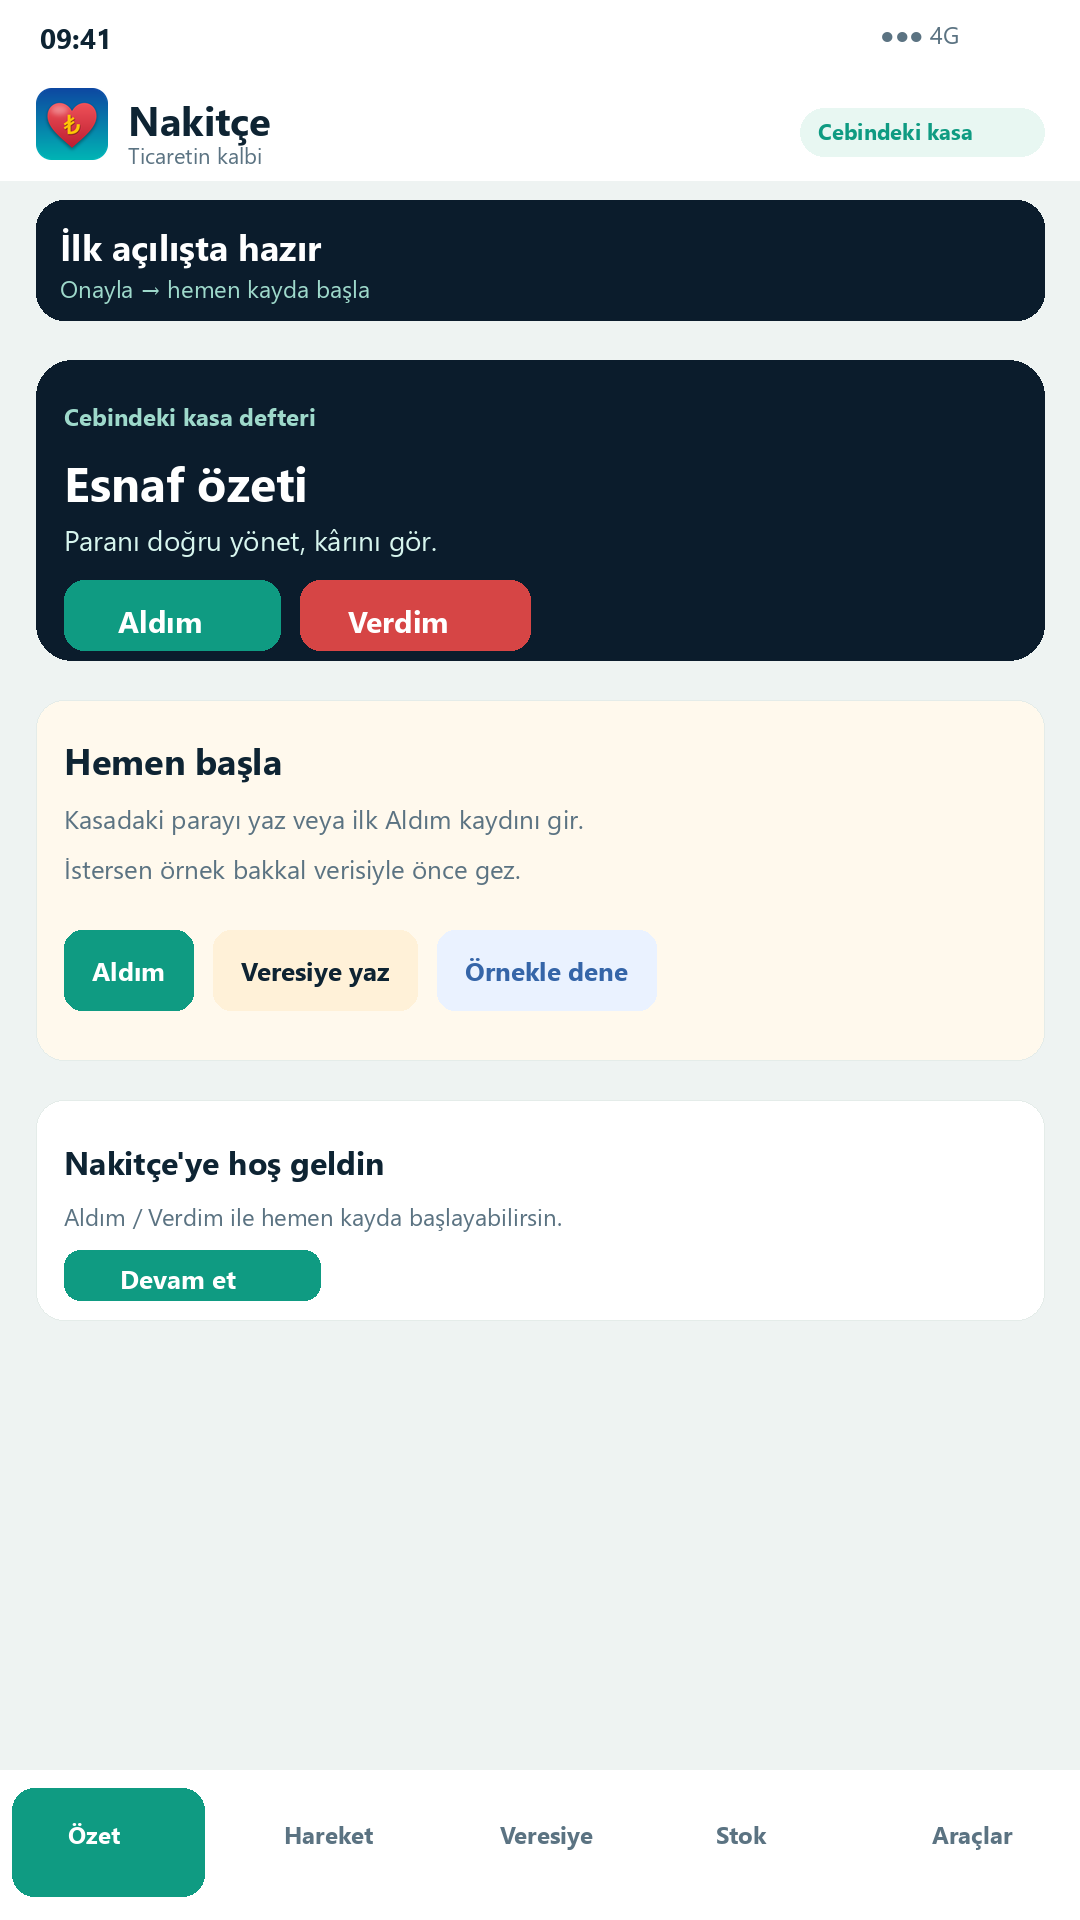 09:41
●●● 4G
₺
Nakitçe
Ticaretin kalbi
Cebindeki kasa
İlk açılışta hazır
Onayla → hemen kayda başla
Cebindeki kasa defteri
Esnaf özeti
Paranı doğru yönet, kârını gör.
Aldım
Verdim
Hemen başla
Kasadaki parayı yaz veya ilk Aldım kaydını gir.
İstersen örnek bakkal verisiyle önce gez.
Aldım
Veresiye yaz
Örnekle dene
Nakitçe'ye hoş geldin
Aldım / Verdim ile hemen kayda başlayabilirsin.
Devam et
Özet
Hareket
Veresiye
Stok
Araçlar